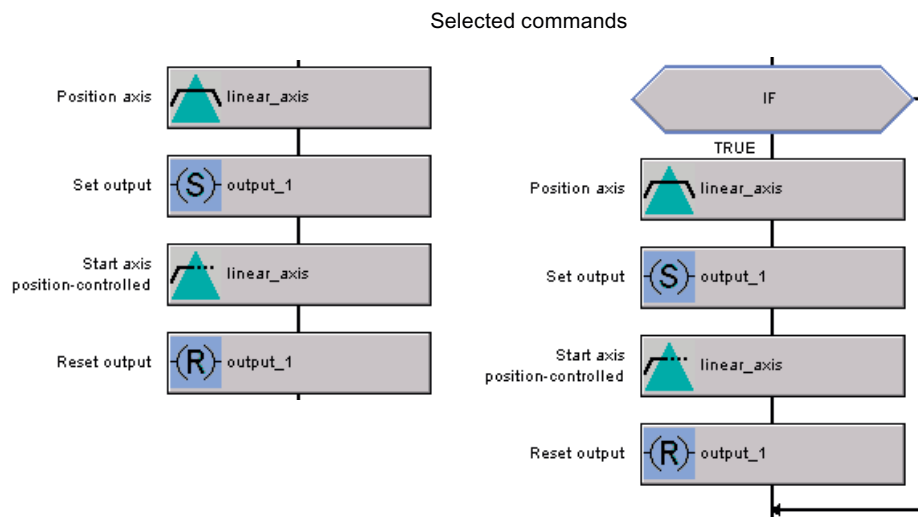 Selected commands
Position axis
linear_axis
Set output
(S)
output_1
Start axis
position-controlled
linear_axis
Reset output
(R)
output_1
IF
TRUE
Position axis
linear_axis
Set output
(S)
output_1
Start axis
position-controlled
linear_axis
Reset output
(R)
output_1